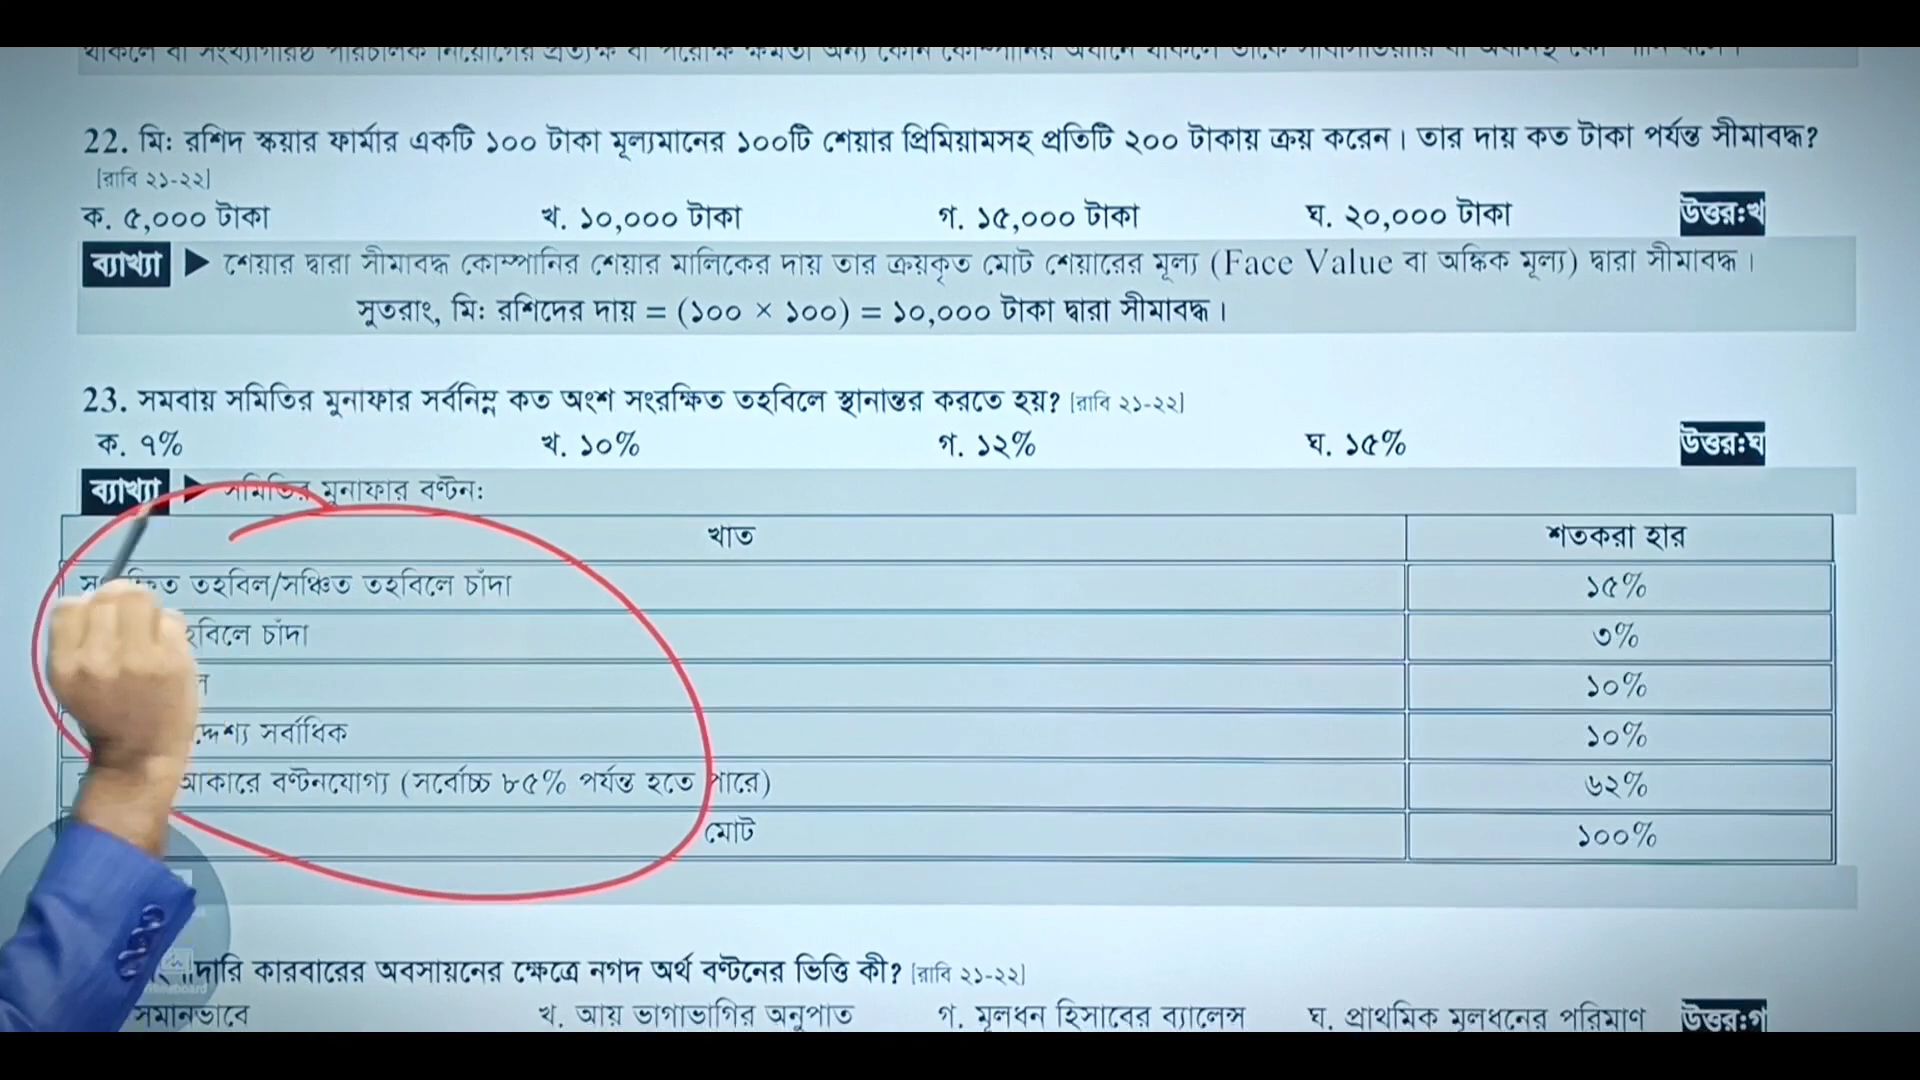 22. মি: রশিদ স্কয়ার ফার্মার একটি ১০০ টাকা মূল্যমানের ১০০টি শেয়ার প্রিমিয়ামসহ প্রতিটি ২০০ টাকায় ক্রয় করেন। তার দায় কত টাকা পর্যন্ত সীমাবদ্ধ?
[রাবি ২১-২২]
ক. ৫,০০০ টাকা খ. ১০,০০০ টাকা গ. ১৫,০০০ টাকা ঘ. ২০,০০০ টাকা উত্তর:খ
ব্যাখ্যা ▶ শেয়ার দ্বারা সীমাবদ্ধ কোম্পানির শেয়ার মালিকের দায় তার ক্রয়কৃত মোট শেয়ারের মূল্য (Face Value বা অঙ্কিক মূল্য) দ্বারা সীমাবদ্ধ।
সুতরাং, মি: রশিদের দায় = (১০০ × ১০০) = ১০,০০০ টাকা দ্বারা সীমাবদ্ধ।
23. সমবায় সমিতির মুনাফার সর্বনিম্ন কত অংশ সংরক্ষিত তহবিলে স্থানান্তর করতে হয়? [রাবি ২১-২২]
ক. ৭% খ. ১০% গ. ১২% ঘ. ১৫% উত্তর:ঘ
ব্যাখ্যা ▶ সমিতির মুনাফার বণ্টন:
খাত শতকরা হার
তহবিল/সঞ্চিত তহবিলে চাঁদা ১৫%
চাঁদা ৩%
১০%
সর্বাধিক ১০%
আকারে বণ্টনযোগ্য (সর্বোচ্চ ৮৫% পর্যন্ত হতে পারে) ৬২%
মোট ১০০%
কারবারের অবসায়নের ক্ষেত্রে নগদ অর্থ বণ্টনের ভিত্তি কী? [রাবি ২১-২২]
সমানভাবে খ. আয় ভাগাভাগির অনুপাত গ. মূলধন হিসাবের ব্যালেন্স ঘ. প্রাথমিক মূলধনের পরিমাণ উত্তর:গ